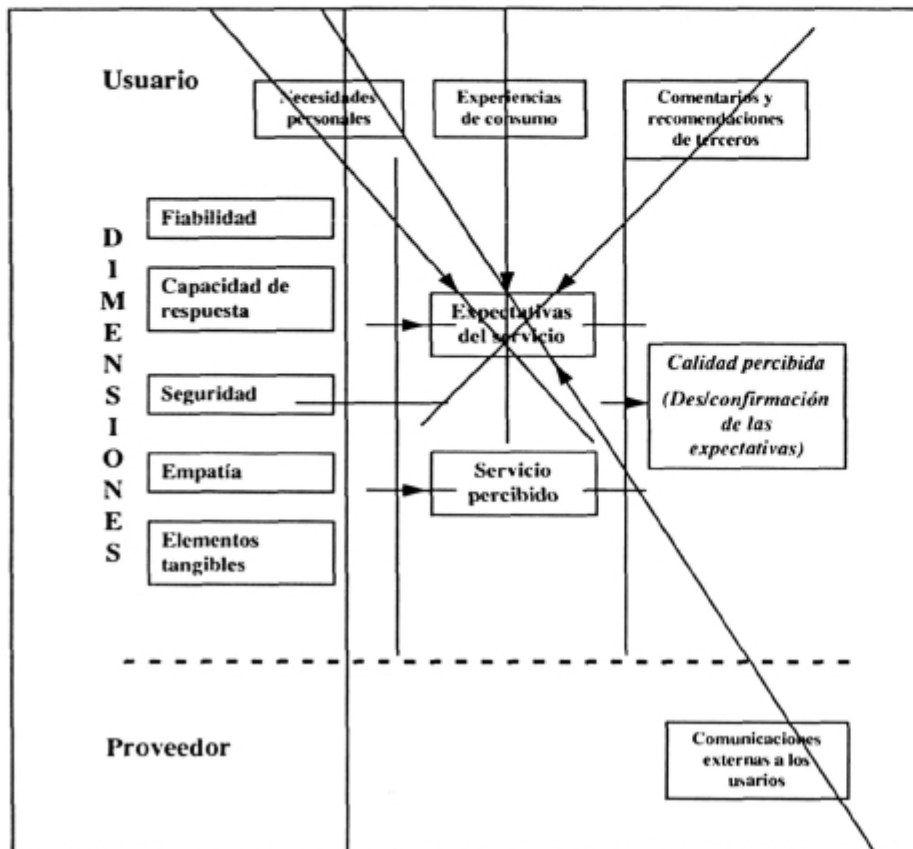 Usuario
Necesidades
personales
Experiencias
de consumo
Comentarios y
recomendaciones
de terceros
DIMENSIONES
Fiabilidad
Capacidad de
respuesta
Seguridad
Empatía
Elementos
tangibles
Expectativas
del servicio
Servicio
percibido
Calidad percibida
(Des/confirmación
de las
expectativas)
Proveedor
Comunicaciones
externas a los
usarios